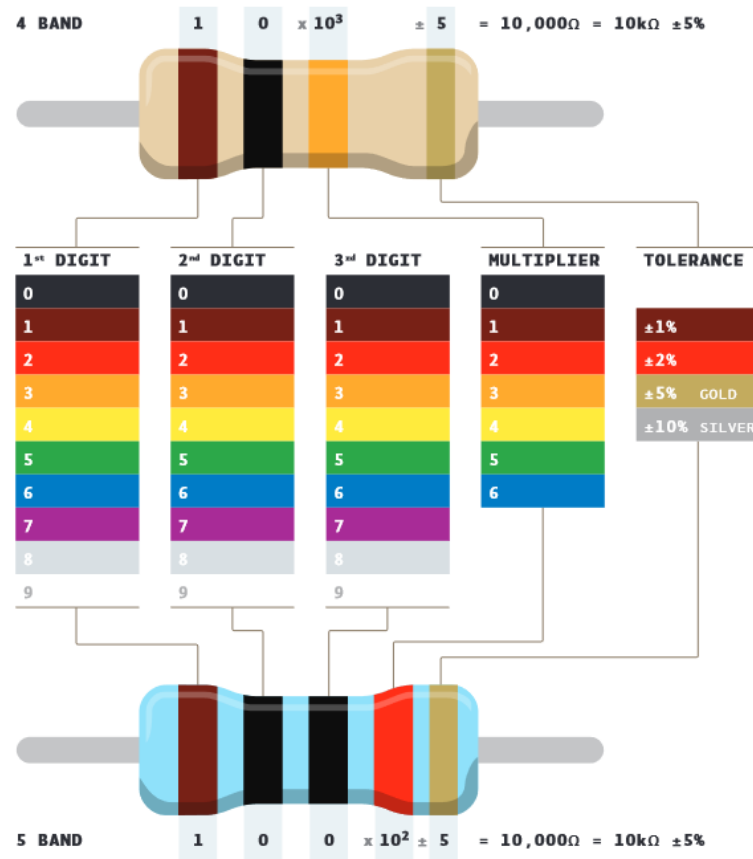 4 BAND 1 0 x 10³ ± 5 = 10,000Ω = 10kΩ ±5%
1st DIGIT 2nd DIGIT 3nd DIGIT MULTIPLIER TOLERANCE
0 0 0 0
1 1 1 1 ±1%
2 2 2 2 ±2%
3 3 3 3 ±5% GOLD
4 4 4 4 ±10% SILVER
5 5 5 5
6 6 6 6
7 7 7
8 8 8
9 9 9
5 BAND 1 0 0 x 10² ± 5 = 10,000Ω = 10kΩ ±5%